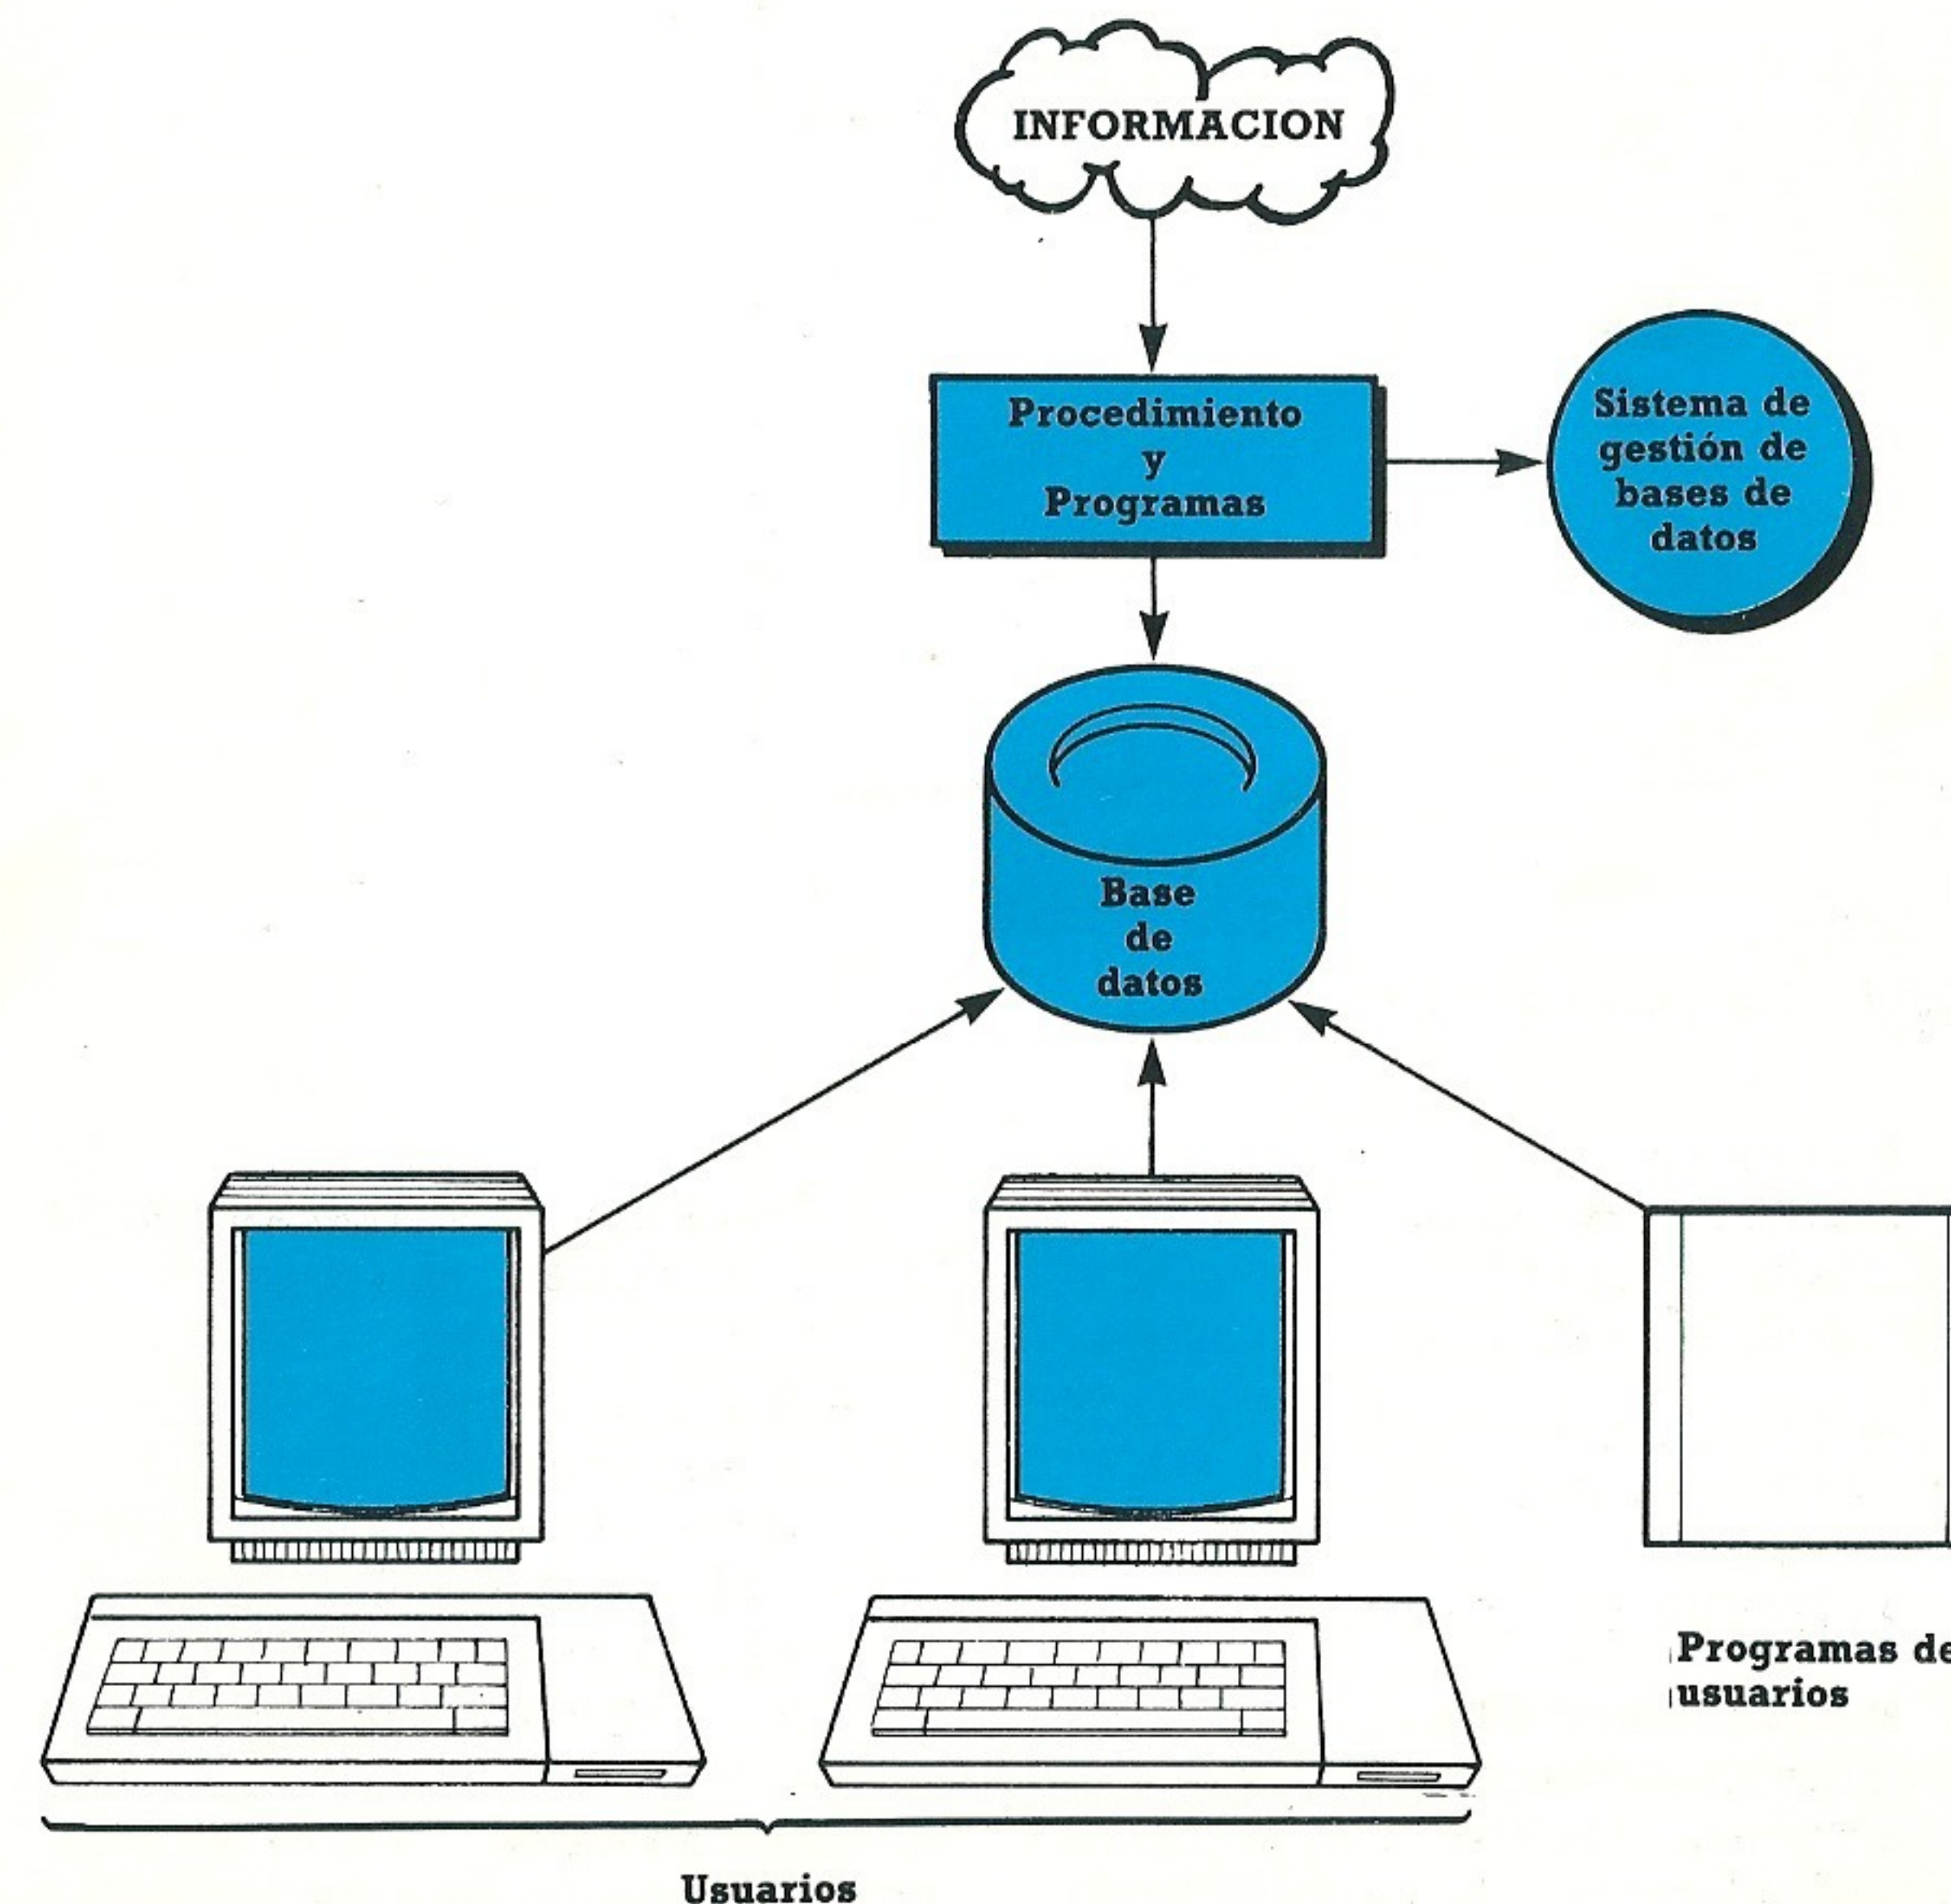 INFORMACION
Procedimiento
y
Programas
Sistema de
gestión de
bases de
datos
Base
de
datos
Programas de
usuarios
Usuarios